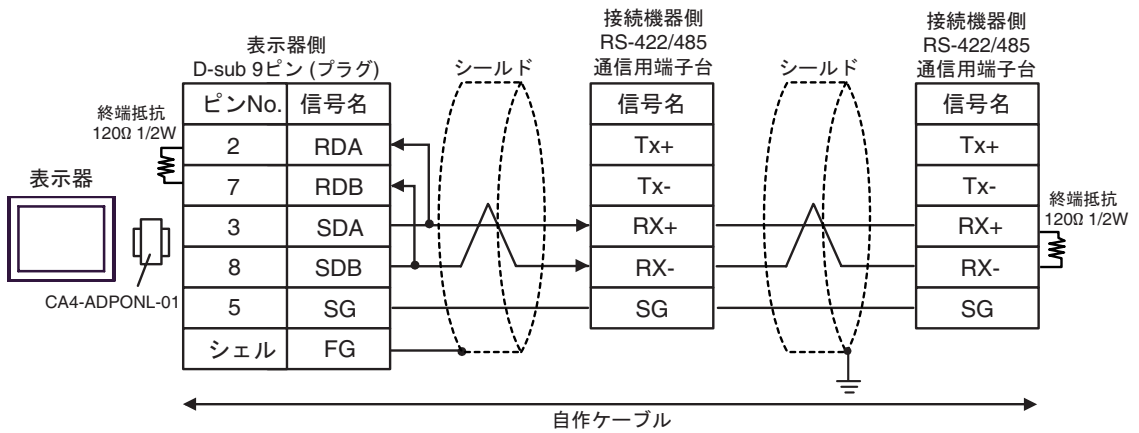 表示器側
D-sub 9ピン (プラグ)
シールド
接続機器側
RS-422/485
通信用端子台
シールド
接続機器側
RS-422/485
通信用端子台
終端抵抗
120Ω 1/2W
表示器
CA4-ADPONL-01
ピンNo. 信号名
2 RDA
7 RDB
3 SDA
8 SDB
5 SG
シェル FG
信号名
Tx+
Tx-
RX+
RX-
SG
信号名
Tx+
Tx-
RX+
RX-
SG
終端抵抗
120Ω 1/2W
自作ケーブル